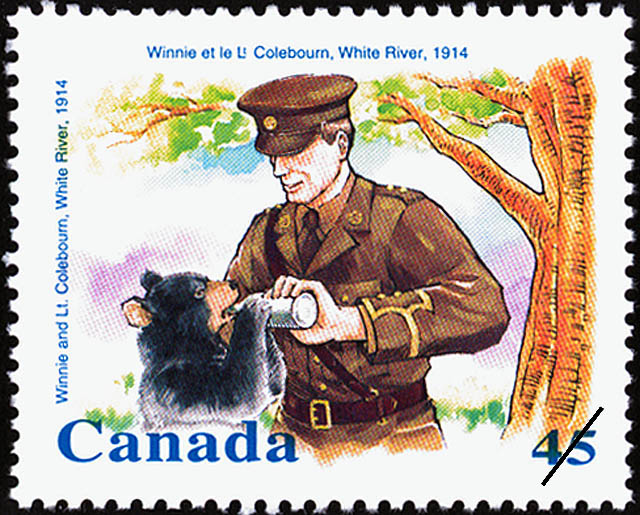 Winnie et le Lt Colebourn, White River, 1914
Winnie and Lt. Colebourn, White River, 1914
Canada
45